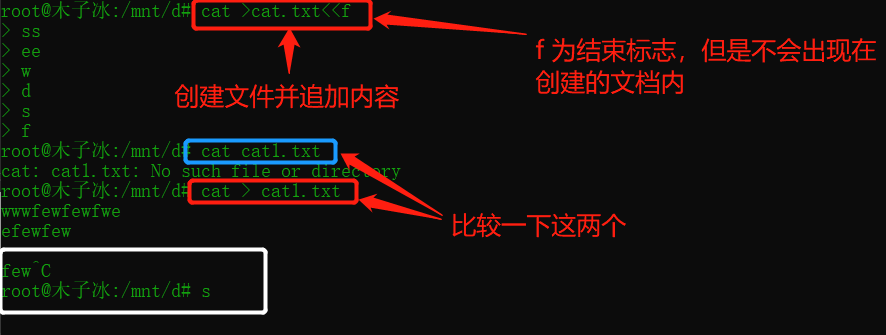 root@木子冰:/mnt/d# cat >cat.txt<<f
> ss
> ee
> w
> d
> s
> f
f 为结束标志，但是不会出现在
创建的文档内
创建文件并追加内容
root@木子冰:/mnt/d# cat cat1.txt
cat: cat1.txt: No such file or directory
root@木子冰:/mnt/d# cat > cat1.txt
wwwfewfewfwe
efewfew
比较一下这两个
few^C
root@木子冰:/mnt/d# s